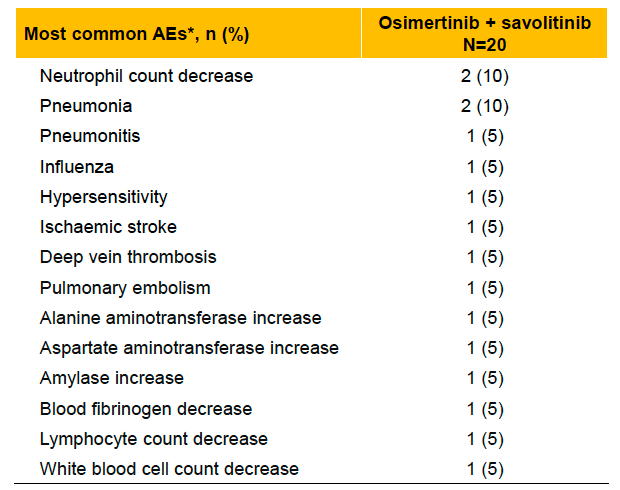 Most common AEs*, n (%) Osimertinib + savolitinib N=20
Neutrophil count decrease 2 (10)
Pneumonia 2 (10)
Pneumonitis 1 (5)
Influenza 1 (5)
Hypersensitivity 1 (5)
Ischaemic stroke 1 (5)
Deep vein thrombosis 1 (5)
Pulmonary embolism 1 (5)
Alanine aminotransferase increase 1 (5)
Aspartate aminotransferase increase 1 (5)
Amylase increase 1 (5)
Blood fibrinogen decrease 1 (5)
Lymphocyte count decrease 1 (5)
White blood cell count decrease 1 (5)